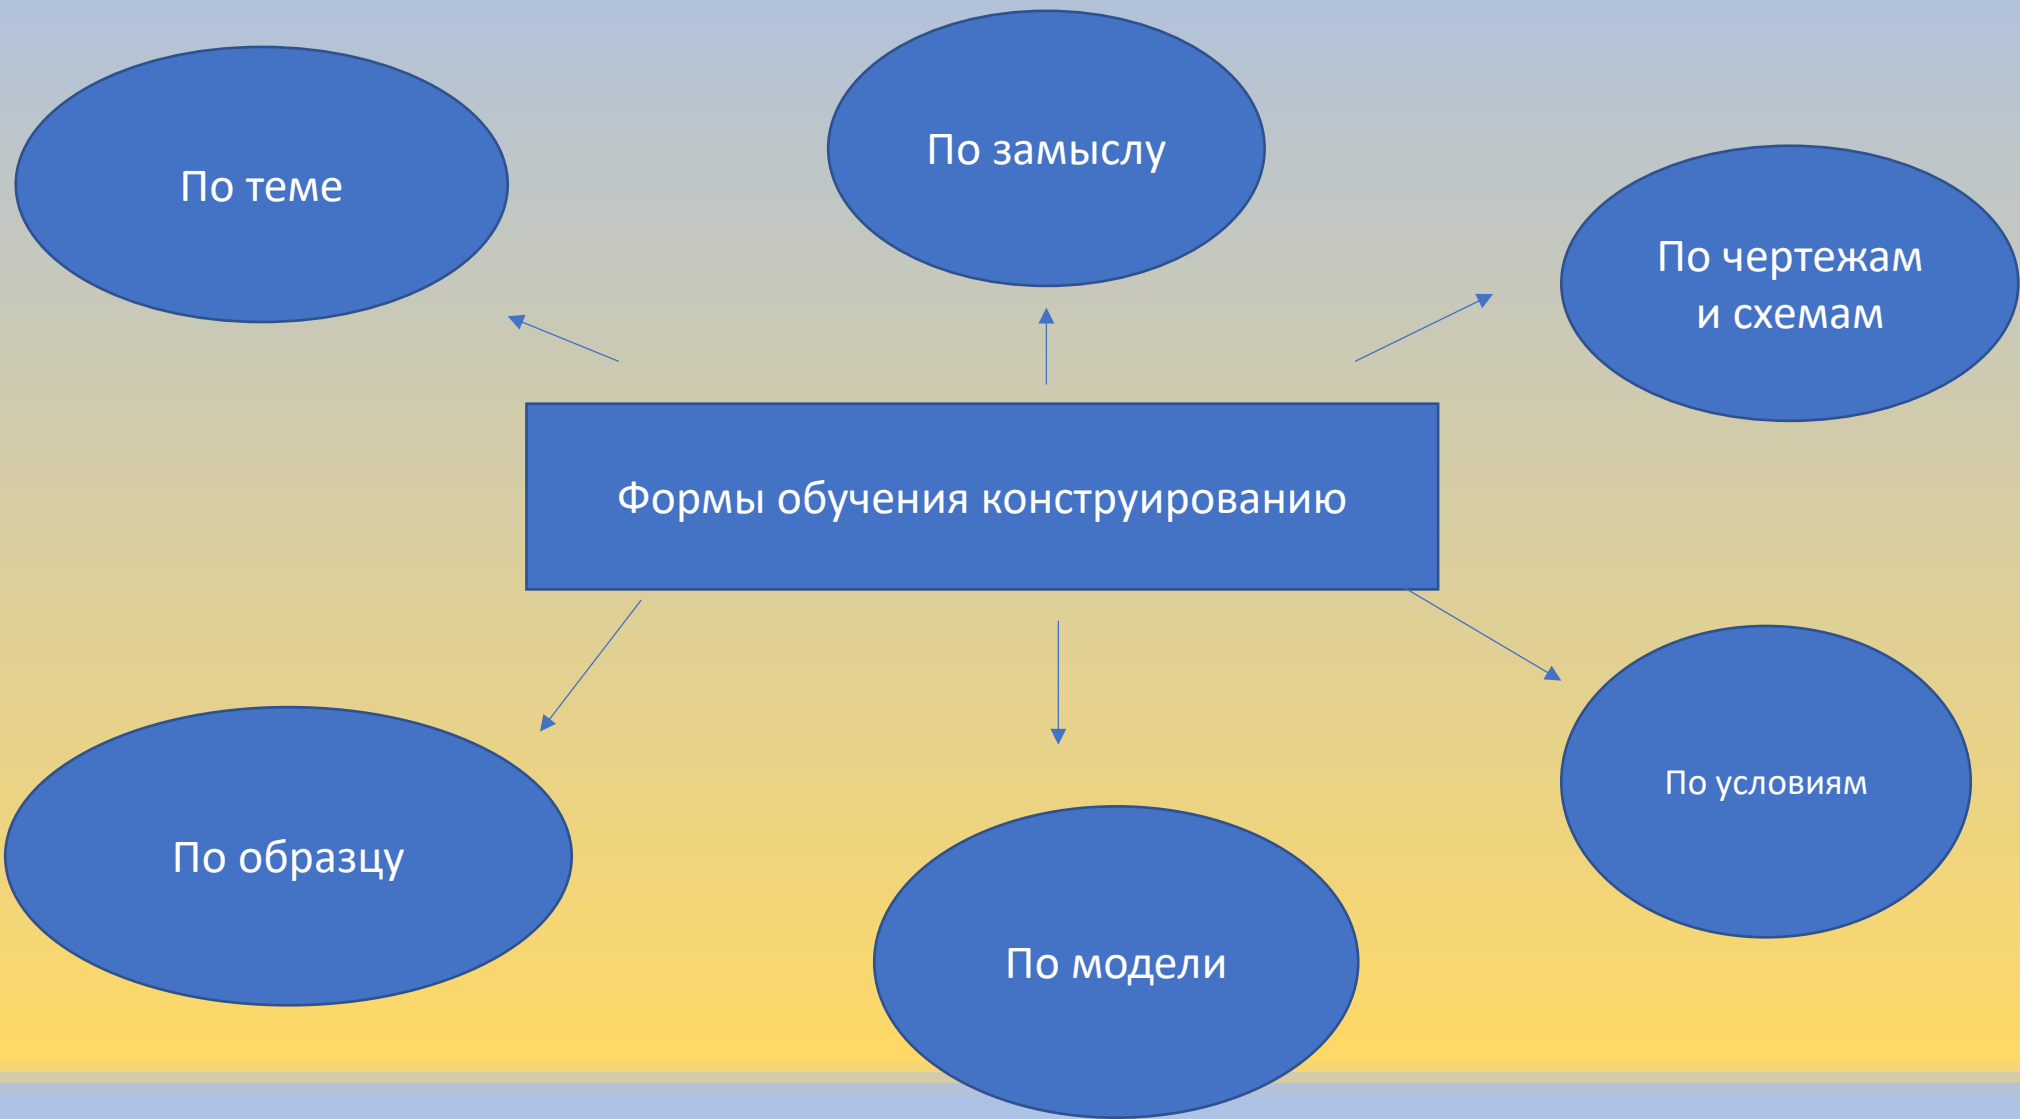 По теме
По замыслу
По чертежам
и схемам
Формы обучения конструированию
По образцу
По модели
По условиям